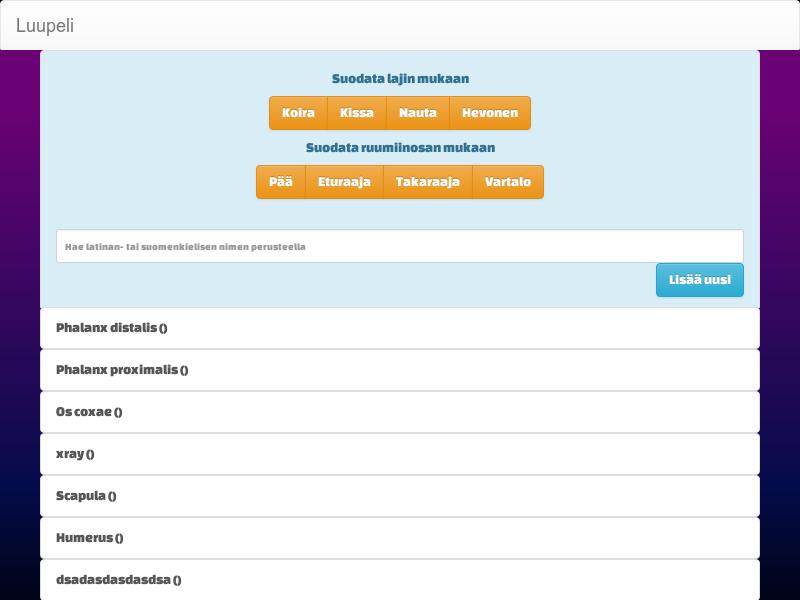 Luupeli
Suodata lajin mukaan
Koira Kissa Nauta Hevonen
Suodata ruumiinosan mukaan
Pää Eturaaja Takaraaja Vartalo
Hae latinan- tai suomenkielisen nimen perusteella
Lisää uusi
Phalanx distalis ()
Phalanx proximalis ()
Os coxae ()
xray ()
Scapula ()
Humerus ()
dsadasdasdasdsa ()